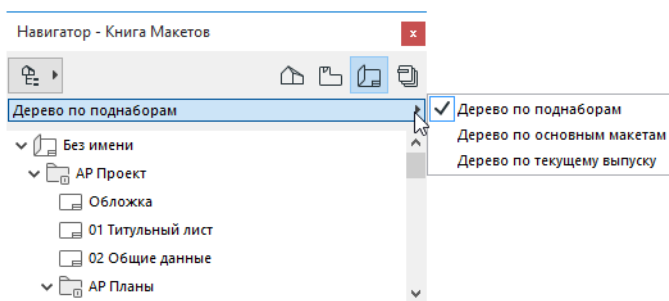 Навигатор - Книга Макетов
Дерево по поднаборам
Дерево по поднаборам
Дерево по основным макетам
Дерево по текущему выпуску
Без имени
АР Проект
Обложка
01 Титульный лист
02 Общие данные
АР Планы